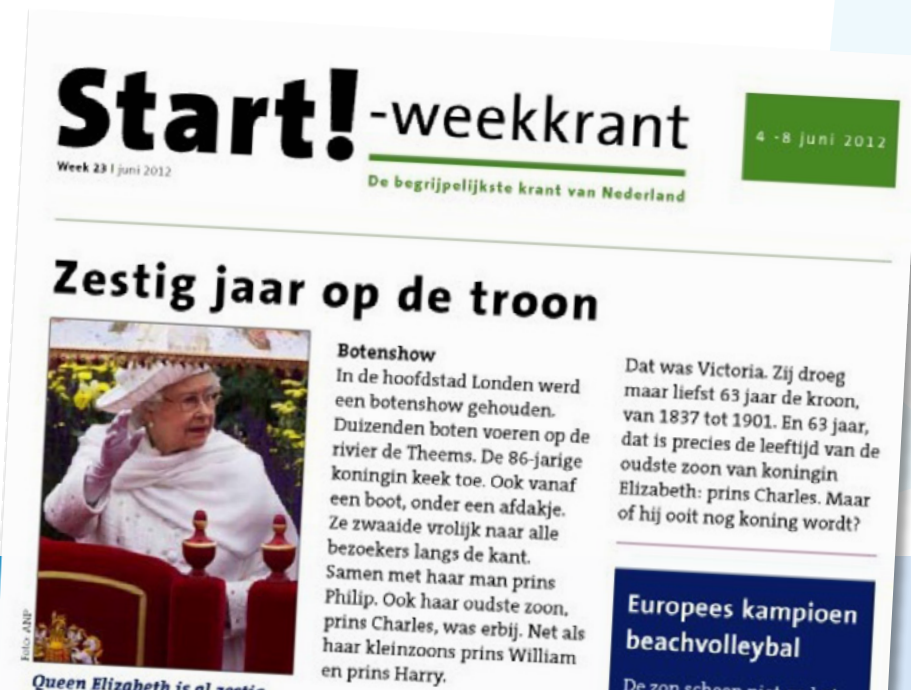 Start!-weekkrant
Week 23 | juni 2012
De begrijpelijkste krant van Nederland
4 -8 juni 2012
Zestig jaar op de troon
Foto: ANP
Queen Elizabeth is al zestig
Botenshow
In de hoofdstad Londen werd
een botenshow gehouden.
Duizenden boten voeren op de
rivier de Theems. De 86-jarige
koningin keek toe. Ook vanaf
een boot, onder een afdakje.
Ze zwaaide vrolijk naar alle
bezoekers langs de kant.
Samen met haar man prins
Philip. Ook haar oudste zoon,
prins Charles, was erbij. Net als
haar kleinzoons prins William
en prins Harry.
Dat was Victoria. Zij droeg
maar liefst 63 jaar de kroon,
van 1837 tot 1901. En 63 jaar,
dat is precies de leeftijd van de
oudste zoon van koningin
Elizabeth: prins Charles. Maar
of hij ooit nog koning wordt?
Europees kampioen
beachvolleybal
De zon scheen niet